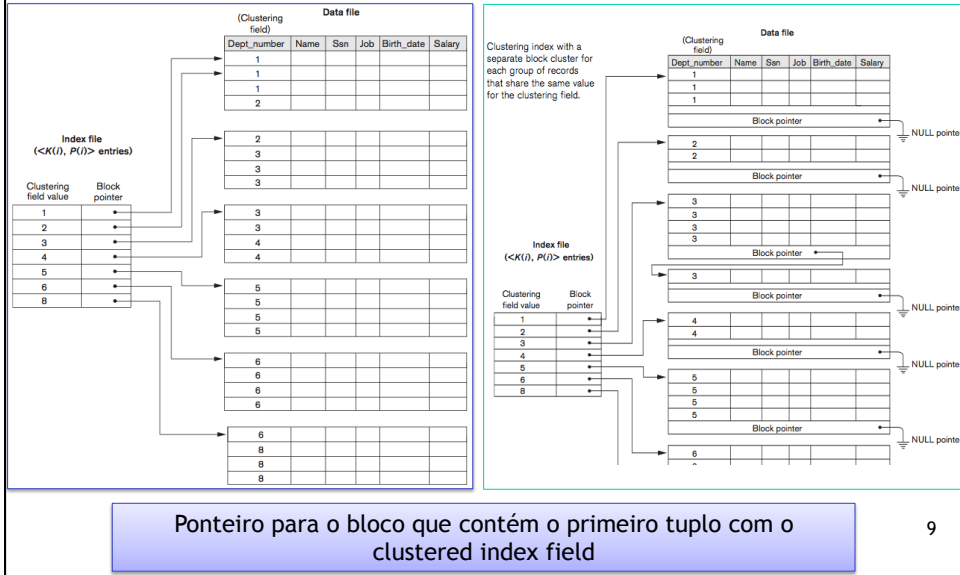 Data file
(Clustering
field)
Dept_number Name Ssn Job Birth_date Salary
1
1
1
2
2
3
3
3
3
3
4
4
5
5
5
5
6
6
6
6
6
8
8
8
Index file
(<K(i), P(i)> entries)
Clustering Block
field value pointer
1
2
3
4
5
6
8
Clustering index with a
separate block cluster for
each group of records
that share the same value
for the clustering field.
Data file
(Clustering
field)
Dept_number Name Ssn Job Birth_date Salary
1
1
1
Block pointer
NULL pointe
2
2
Block pointer
NULL pointe
3
3
3
3
Block pointer
3
Block pointer
NULL pointe
4
4
Block pointer
NULL pointe
5
5
5
5
Block pointer
NULL pointe
6
Index file
(<K(i), P(i)> entries)
Clustering Block
field value pointer
1
2
3
4
5
6
8
Ponteiro para o bloco que contém o primeiro tuplo com o
clustered index field
9